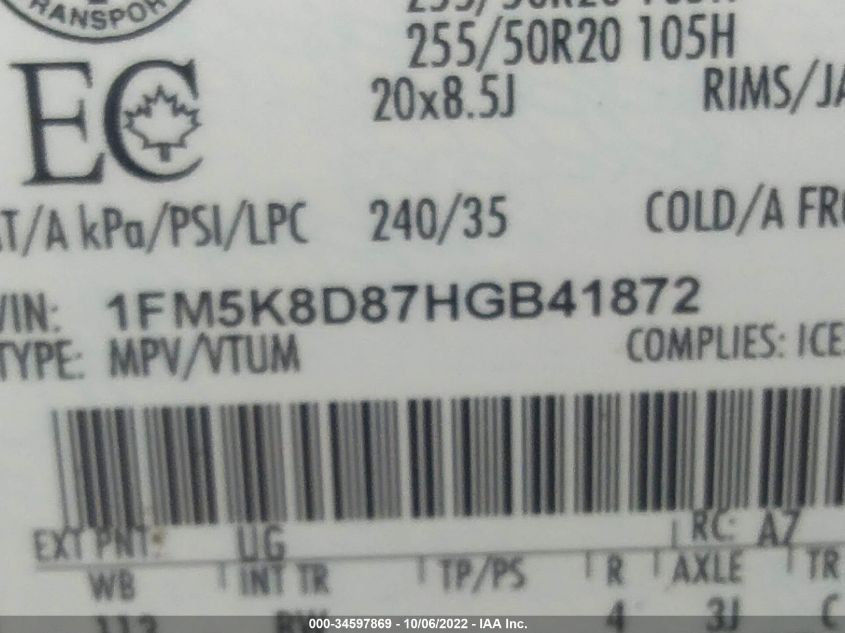 TRANSPORT
255/50R20 105H
EC
20x8.5J RIMS/JA
T/A kPa/PSI/LPC 240/35 COLD/A FRO
VIN: 1FM5K8D87HGB41872
TYPE: MPV/VTUM COMPLIES: ICE
EXT PNT: UG RC: A7
WB INT TR TP/PS R AXLE TR
4 3J C
000-34597869 - 10/06/2022 - IAA Inc.